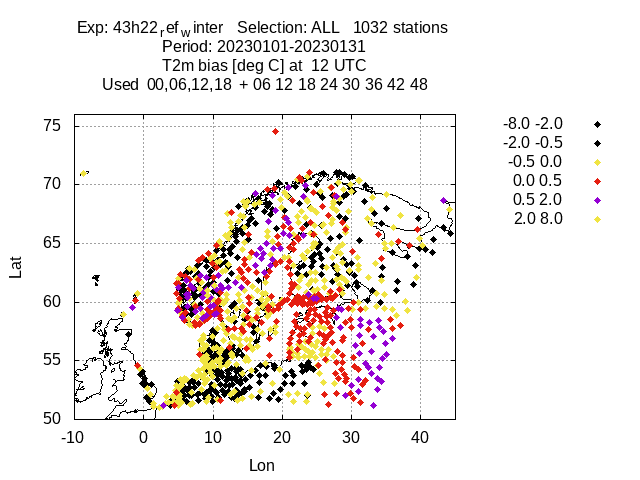 Exp: 43h22ref_winter Selection: ALL 1032 stations
Period: 20230101-20230131
T2m bias [deg C] at 12 UTC
Used 00,06,12,18 + 06 12 18 24 30 36 42 48
-8.0 -2.0
-2.0 -0.5
-0.5 0.0
0.0 0.5
0.5 2.0
2.0 8.0
75
70
65
60
55
50
Lat
-10 0 10 20 30 40
Lon